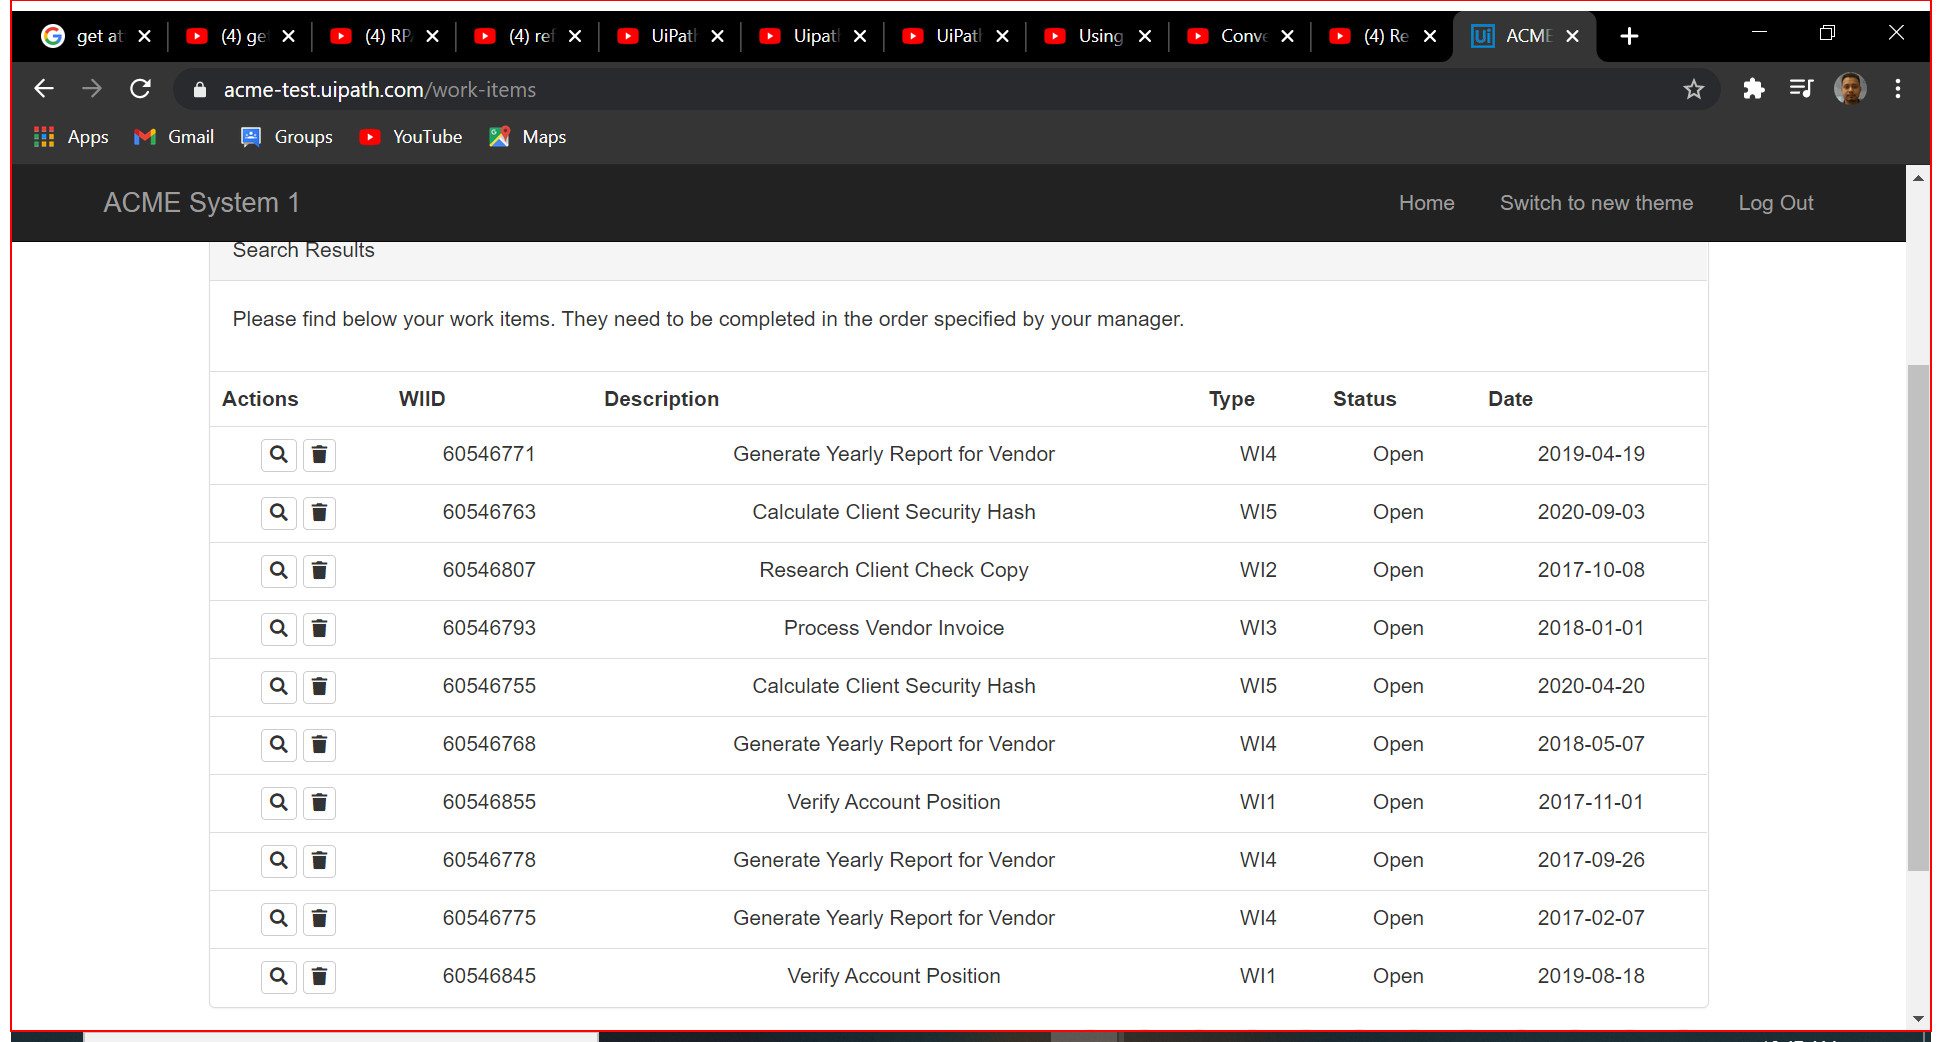 get at (4) ge (4) RP (4) ref UiPat Uipat UiPat Using Conve (4) Re ACME
acme-test.uipath.com/work-items
Apps Gmail Groups YouTube Maps
ACME System 1 Home Switch to new theme Log Out
Search Results
Please find below your work items. They need to be completed in the order specified by your manager.
Actions WIID Description Type Status Date
60546771 Generate Yearly Report for Vendor WI4 Open 2019-04-19
60546763 Calculate Client Security Hash WI5 Open 2020-09-03
60546807 Research Client Check Copy WI2 Open 2017-10-08
60546793 Process Vendor Invoice WI3 Open 2018-01-01
60546755 Calculate Client Security Hash WI5 Open 2020-04-20
60546768 Generate Yearly Report for Vendor WI4 Open 2018-05-07
60546855 Verify Account Position WI1 Open 2017-11-01
60546778 Generate Yearly Report for Vendor WI4 Open 2017-09-26
60546775 Generate Yearly Report for Vendor WI4 Open 2017-02-07
60546845 Verify Account Position WI1 Open 2019-08-18